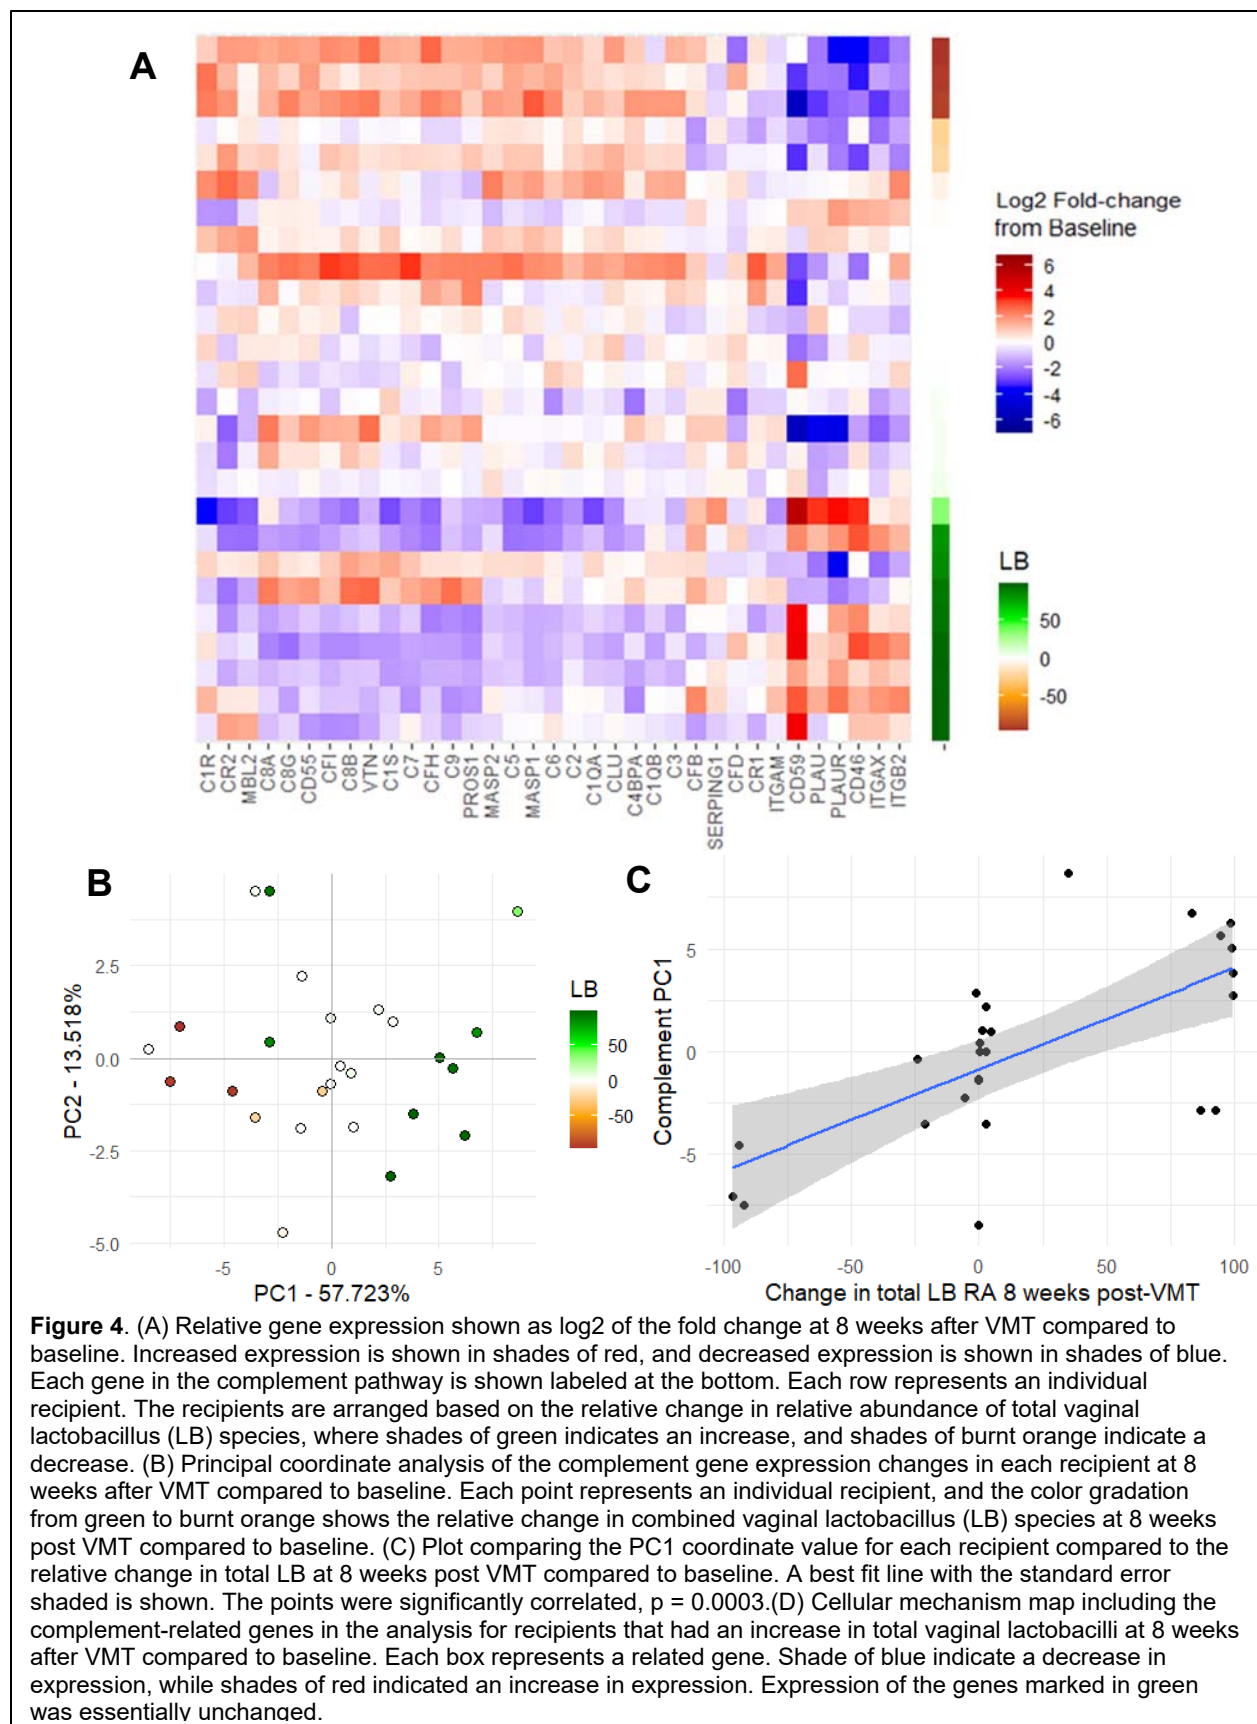 A
Log2 Fold-change
from Baseline
6
4
2
0
-2
-4
-6
LB
50
0
-50
C1R
CR2
MBL2
C8A
C8G
CD55
CFI
C8B
VTN
C1S
C7
CFH
C9
PROS1
MASP2
C5
MASP1
C6
C2
C1QA
CLU
C4BPA
C1QB
C3
CFB
SERPING1
CFD
CR1
ITGAM
CD59
PLAU
PLAUR
CD46
ITGAX
ITGB2
B
PC2 - 13.518%
2.5
0.0
-2.5
-5.0
-5
0
5
PC1 - 57.723%
LB
50
0
-50
C
Complement PC1
5
0
-5
-100
-50
0
50
100
Change in total LB RA 8 weeks post-VMT
Figure 4. (A) Relative gene expression shown as log2 of the fold change at 8 weeks after VMT compared to
baseline. Increased expression is shown in shades of red, and decreased expression is shown in shades of blue.
Each gene in the complement pathway is shown labeled at the bottom. Each row represents an individual
recipient. The recipients are arranged based on the relative change in relative abundance of total vaginal
lactobacillus (LB) species, where shades of green indicates an increase, and shades of burnt orange indicate a
decrease. (B) Principal coordinate analysis of the complement gene expression changes in each recipient at 8
weeks after VMT compared to baseline. Each point represents an individual recipient, and the color gradation
from green to burnt orange shows the relative change in combined vaginal lactobacillus (LB) species at 8 weeks
post VMT compared to baseline. (C) Plot comparing the PC1 coordinate value for each recipient compared to the
relative change in total LB at 8 weeks post VMT compared to baseline. A best fit line with the standard error
shaded is shown. The points were significantly correlated, p = 0.0003.(D) Cellular mechanism map including the
complement-related genes in the analysis for recipients that had an increase in total vaginal lactobacilli at 8 weeks
after VMT compared to baseline. Each box represents a related gene. Shade of blue indicate a decrease in
expression, while shades of red indicated an increase in expression. Expression of the genes marked in green
was essentially unchanged.